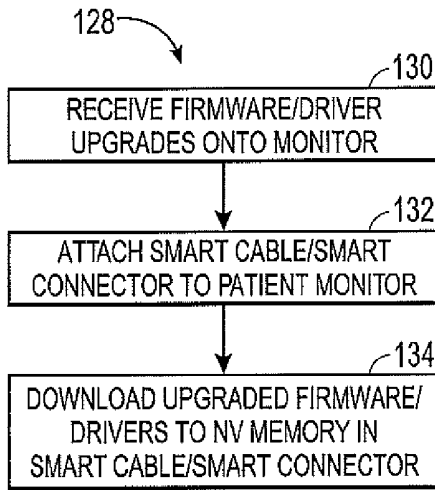 128
130
RECEIVE FIRMWARE/DRIVER
UPGRADES ONTO MONITOR
132
ATTACH SMART CABLE/SMART
CONNECTOR TO PATIENT MONITOR
134
DOWNLOAD UPGRADED FIRMWARE/
DRIVERS TO NV MEMORY IN
SMART CABLE/SMART CONNECTOR